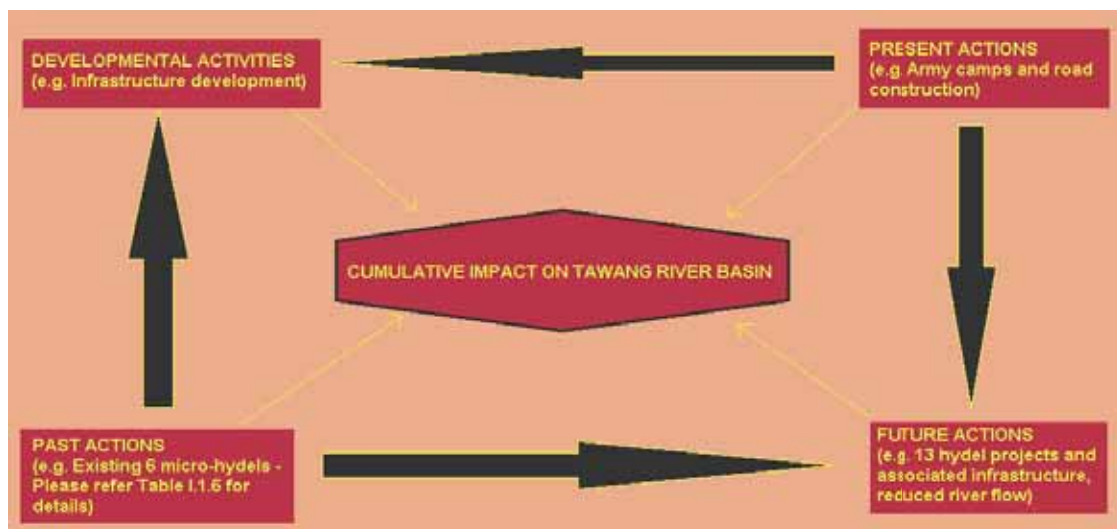 DEVELOPMENTAL ACTIVITIES
(e.g. Infrastructure development)
PRESENT ACTIONS
(e.g. Army camps and road
construction)
CUMULATIVE IMPACT ON TAWANG RIVER BASIN
PAST ACTIONS
(e.g. Existing 6 micro-hydels -
Please refer Table I.1.6 for
details)
FUTURE ACTIONS
(e.g. 13 hydel projects and
associated infrastructure,
reduced river flow)